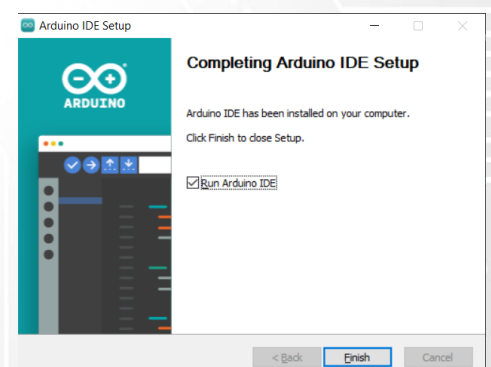 Arduino IDE Setup
ARDUINO
Completing Arduino IDE Setup
Arduino IDE has been installed on your computer.
Click Finish to close Setup.
Run Arduino IDE
< Back
Finish
Cancel